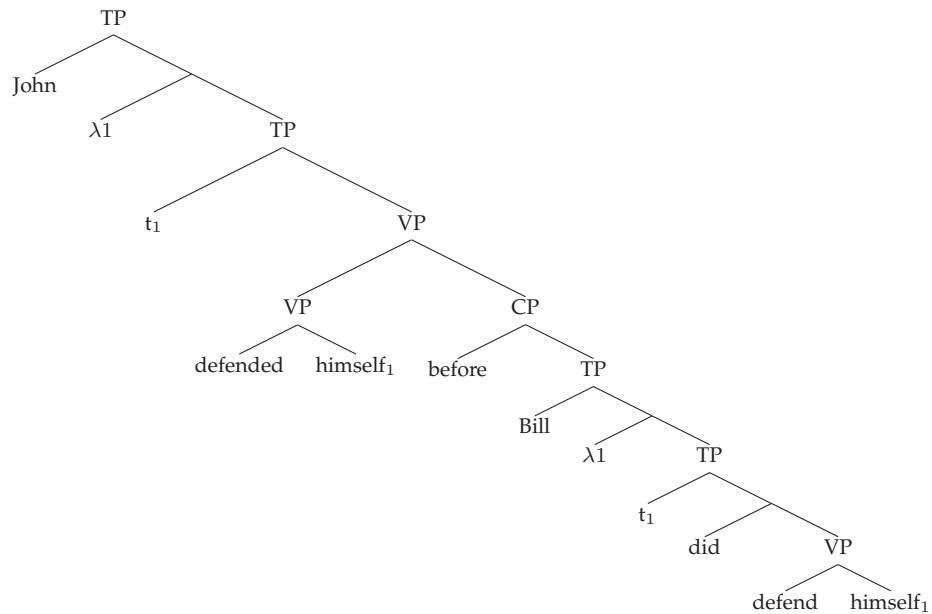 TP
John
λ1
TP
t₁
VP
VP
CP
defended himself₁ before
TP
Bill
λ1
TP
t₁
did
VP
defend himself₁